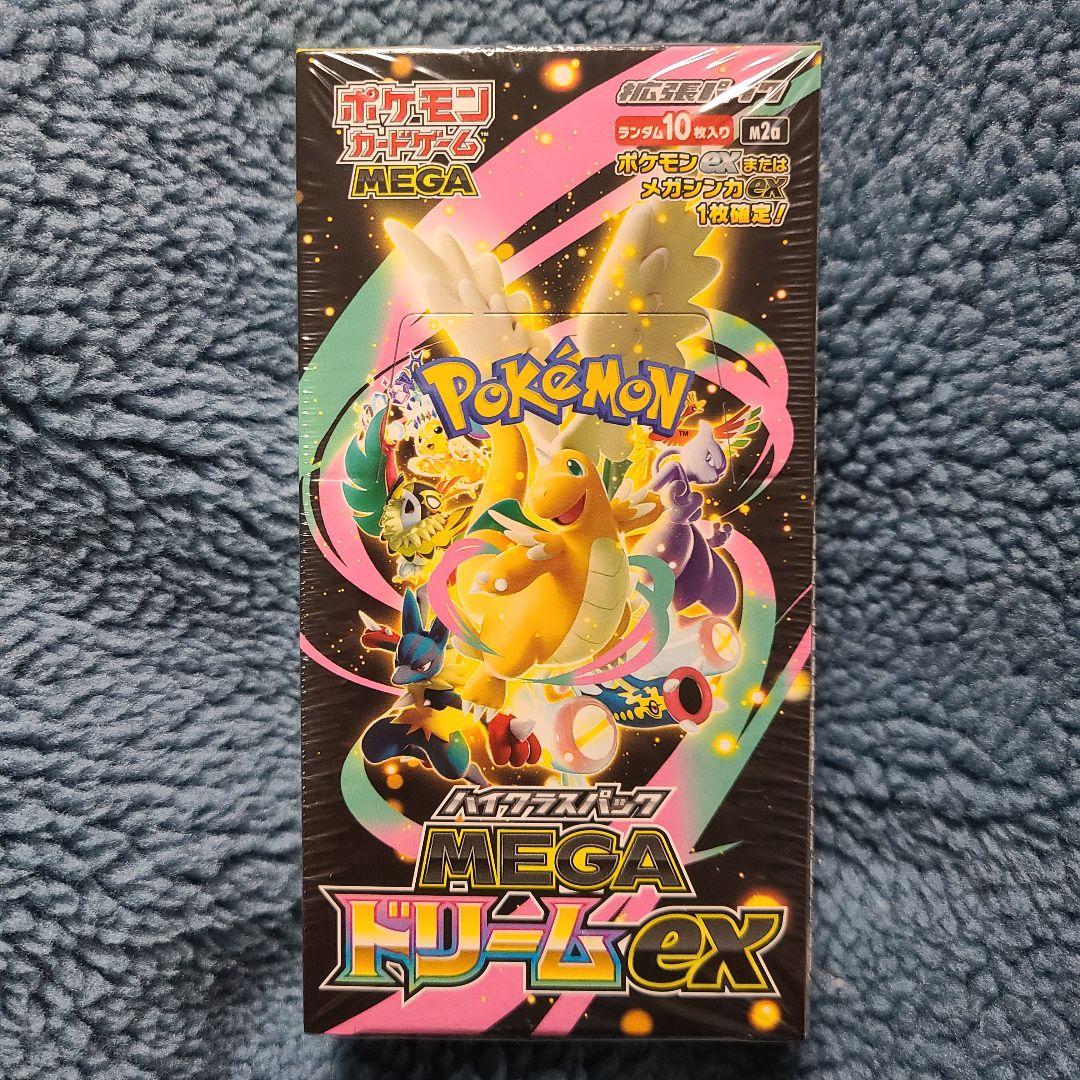 ポケモン
カードゲーム™
MEGA
拡張パック
ランダム10枚入り M2a
ポケモンexまたは
メガシンカex
1枚確定!
POKéMON
™
ハイクラスパック
MEGA
ドリームex